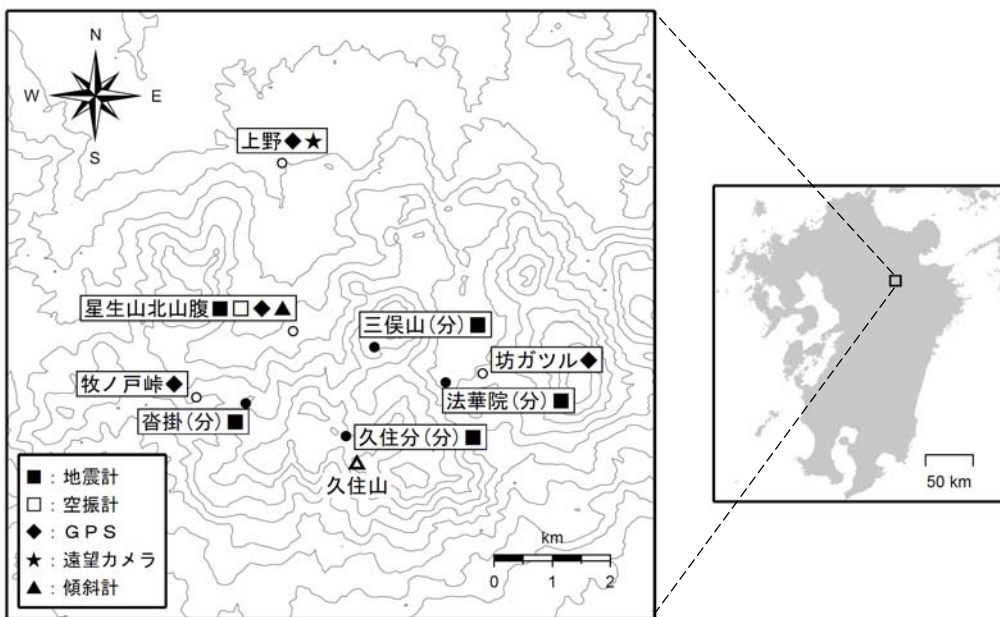 N
W E
S
上野◆★
星生山北山腹■□◆▲
三俣山(分)■
坊ガツル◆
牧ノ戸峠◆
法華院(分)■
沓掛(分)■
久住分(分)■
久住山
■：地震計
□：空振計
◆：ＧＰＳ
★：遠望カメラ
▲：傾斜計
km
0 1 2
50 km